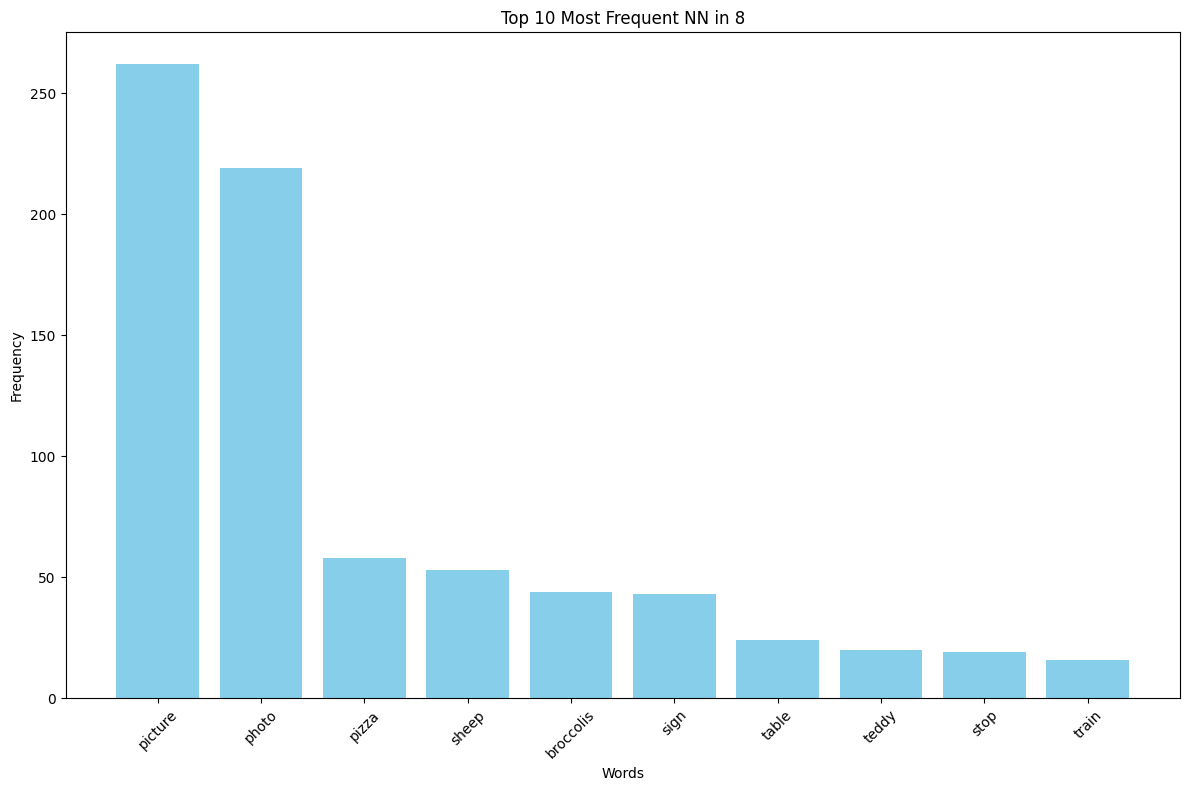 Top 10 Most Frequent NN in 8
Frequency
250
200
150
100
50
0
picture
photo
pizza
sheep
broccolis
sign
table
teddy
stop
train
Words